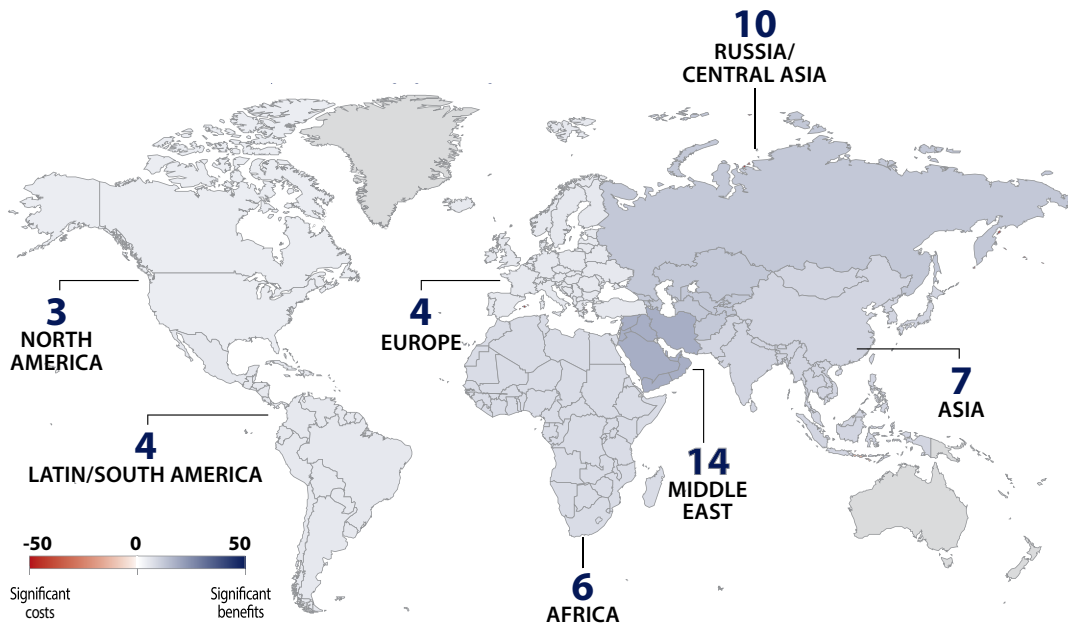 10
RUSSIA/
CENTRAL ASIA
3
NORTH
AMERICA
4
EUROPE
7
ASIA
4
LATIN/SOUTH AMERICA
14
MIDDLE
EAST
6
AFRICA
-50 0 50
Significant
costs
Significant
benefits